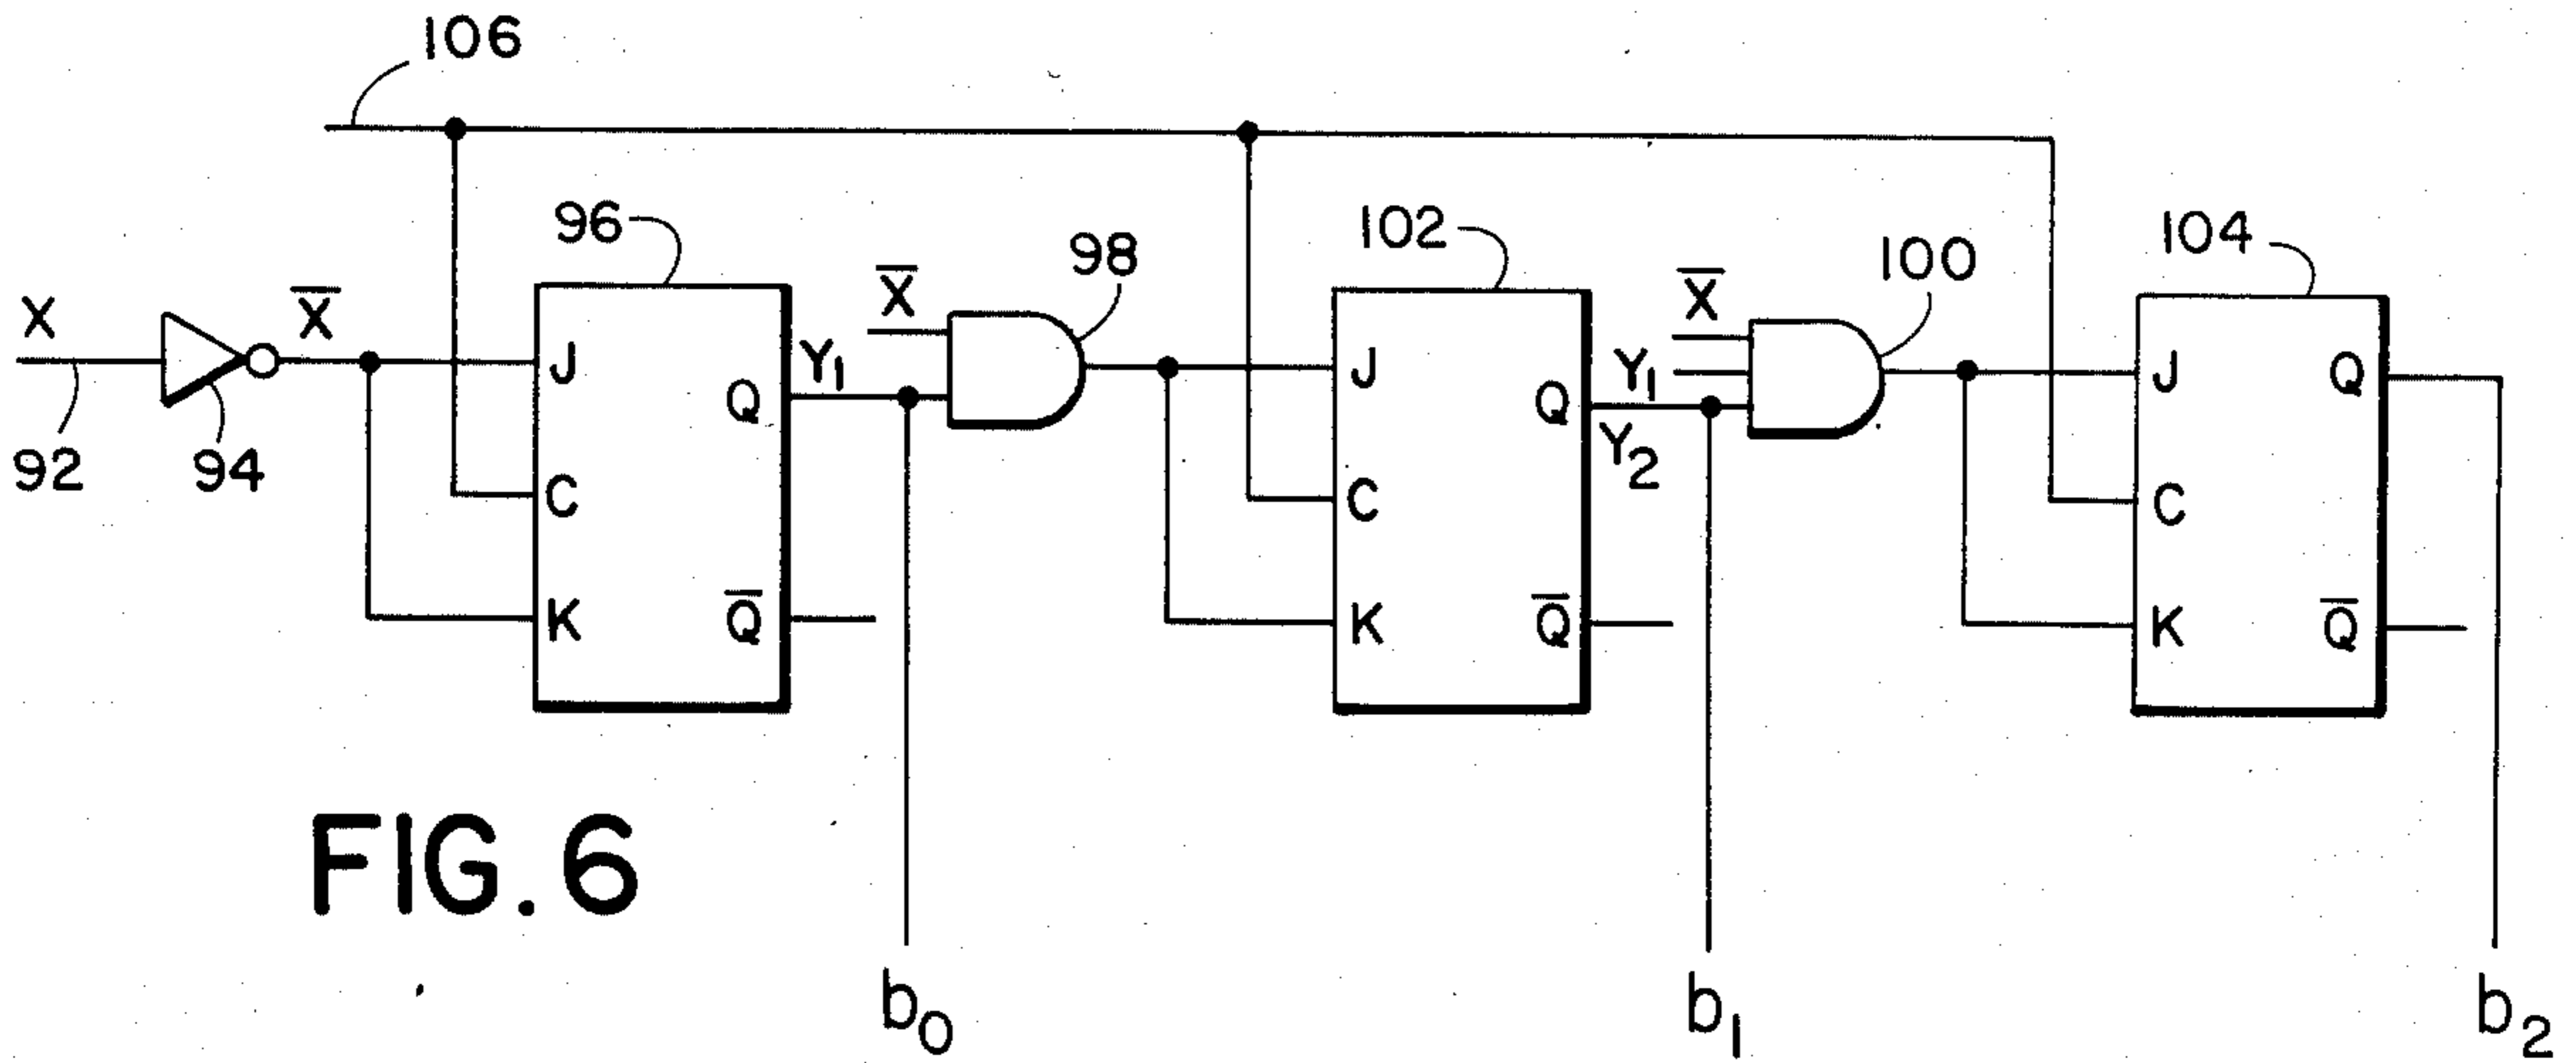 106
96
98
102
100
104
X
X̅
X̅
X̅
92
94
J
Q
C
K
Q̅
Y₁
J
Q
C
K
Q̅
Y₁
Y₂
J
Q
C
K
Q̅
FIG. 6
b₀
b₁
b₂